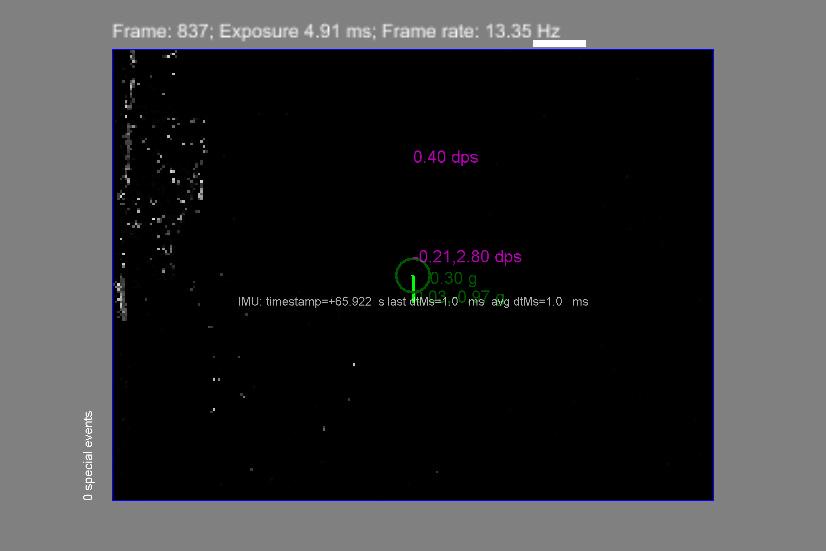 Frame: 837; Exposure 4.91 ms; Frame rate: 13.35 Hz
0.40 dps
-0.21,2.80 dps
0.30 g
IMU: timestamp=+65.922 s last dtMs=1.0 ms avg dtMs=1.0 ms
0 special events